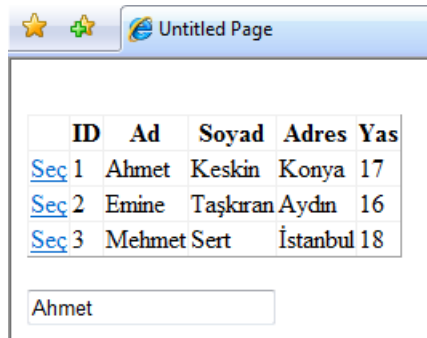 Untitled Page
ID Ad Soyad Adres Yas
Seç 1 Ahmet Keskin Konya 17
Seç 2 Emine Taşkıran Aydın 16
Seç 3 Mehmet Sert İstanbul 18
Ahmet